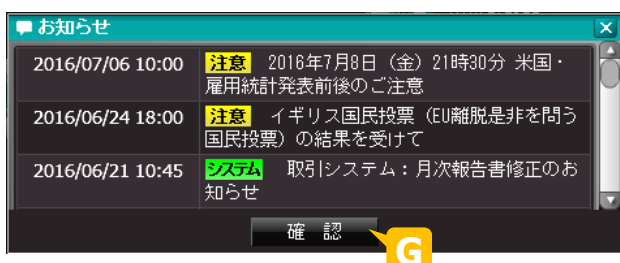 お知らせ
2016/07/06 10:00 注意 2016年7月8日（金）21時30分 米国・
雇用統計発表前後のご注意
2016/06/24 18:00 注意 イギリス国民投票（EU離脱是非を問う
国民投票）の結果を受けて
2016/06/21 10:45 システム 取引システム：月次報告書修正のお
知らせ
確 認
G